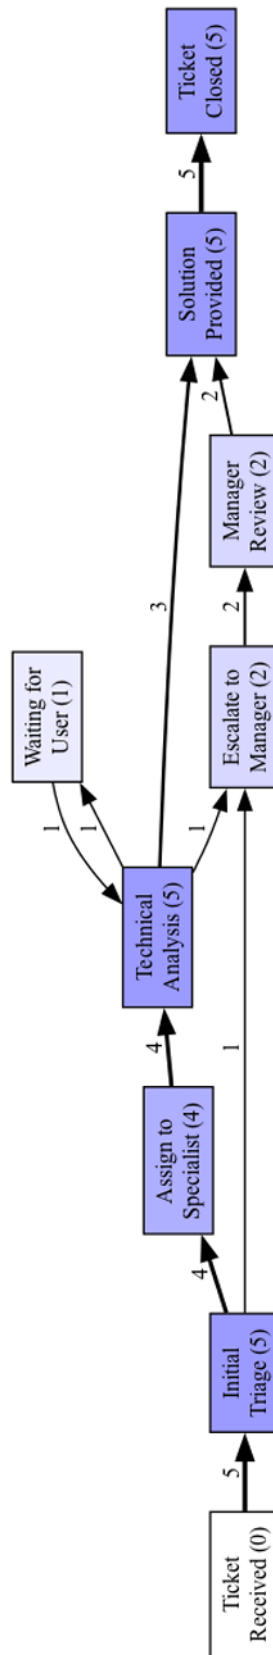 Ticket
Received (0)
5
Initial
Triage (5)
4
1
Assign to
Specialist (4)
4
Technical
Analysis (5)
1
1
1
3
Waiting for
User (1)
Escalate to
Manager (2)
2
Manager
Review (2)
2
Solution
Provided (5)
5
Ticket
Closed (5)